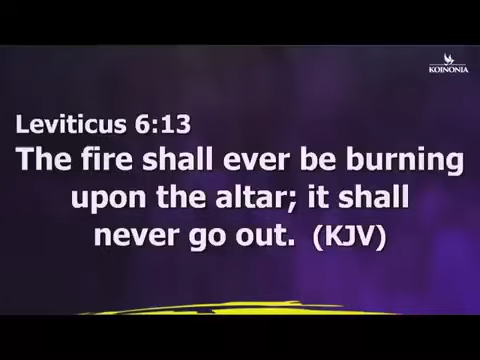 KOINONIA
Leviticus 6:13
The fire shall ever be burning
upon the altar; it shall
never go out. (KJV)